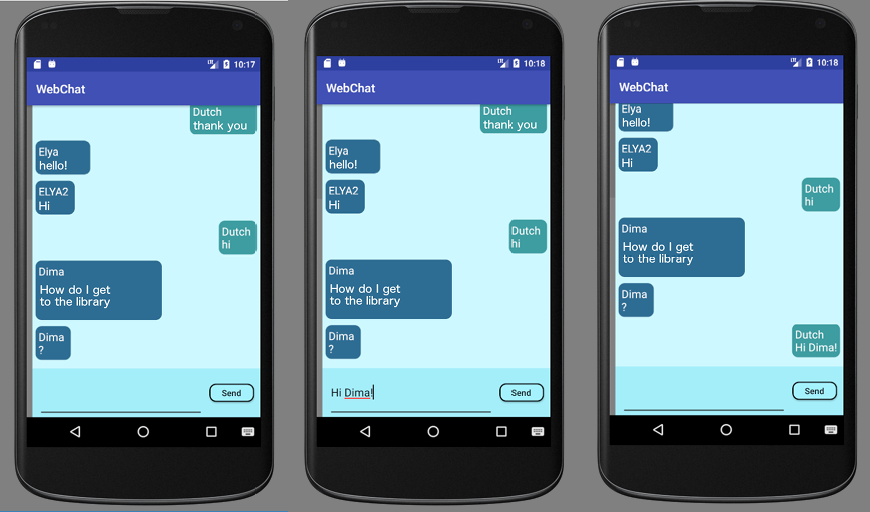 10:17
WebChat
Dutch
thank you
Elya
hello!
ELYA2
Hi
Dutch
hi
Dima
How do I get
to the library
Dima
?
Send
10:18
WebChat
Dutch
thank you
Elya
hello!
ELYA2
Hi
Dutch
hi
Dima
How do I get
to the library
Dima
?
Hi Dima!
Send
10:18
WebChat
Elya
hello!
ELYA2
Hi
Dutch
hi
Dima
How do I get
to the library
Dima
?
Dutch
Hi Dima!
Send